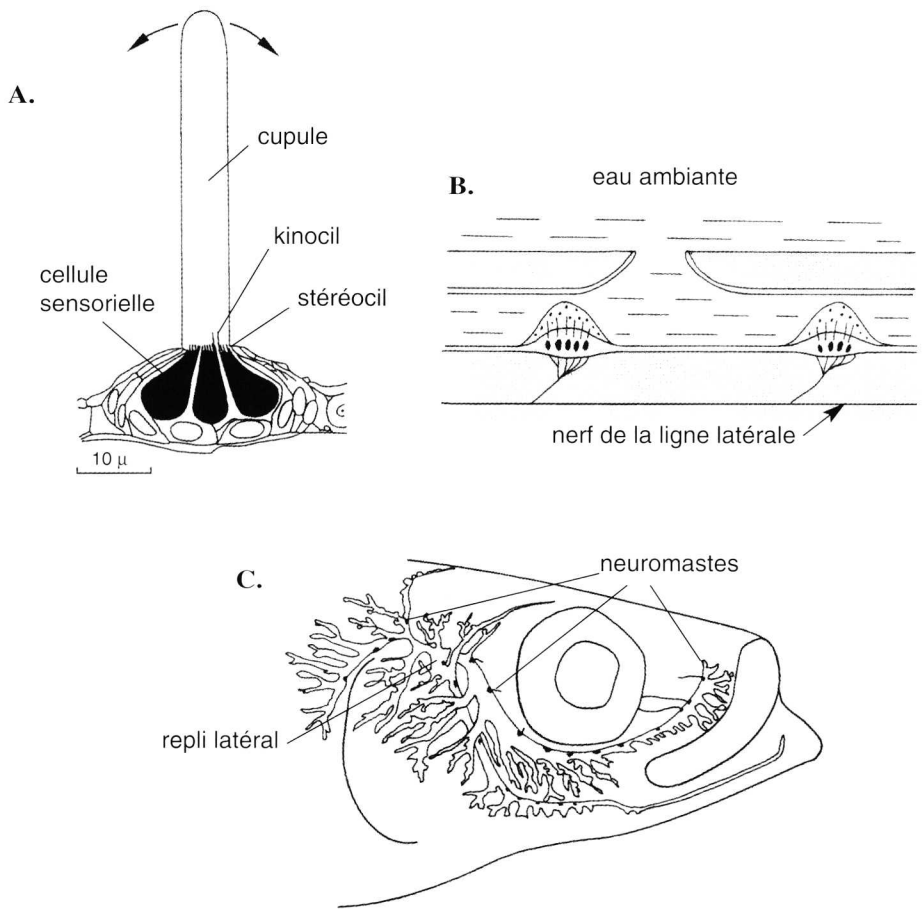 A.
cupule
kinocil
cellule
sensorielle
stéréocil
10 µ
B.
eau ambiante
nerf de la ligne latérale
C.
neuromastes
repli latéral